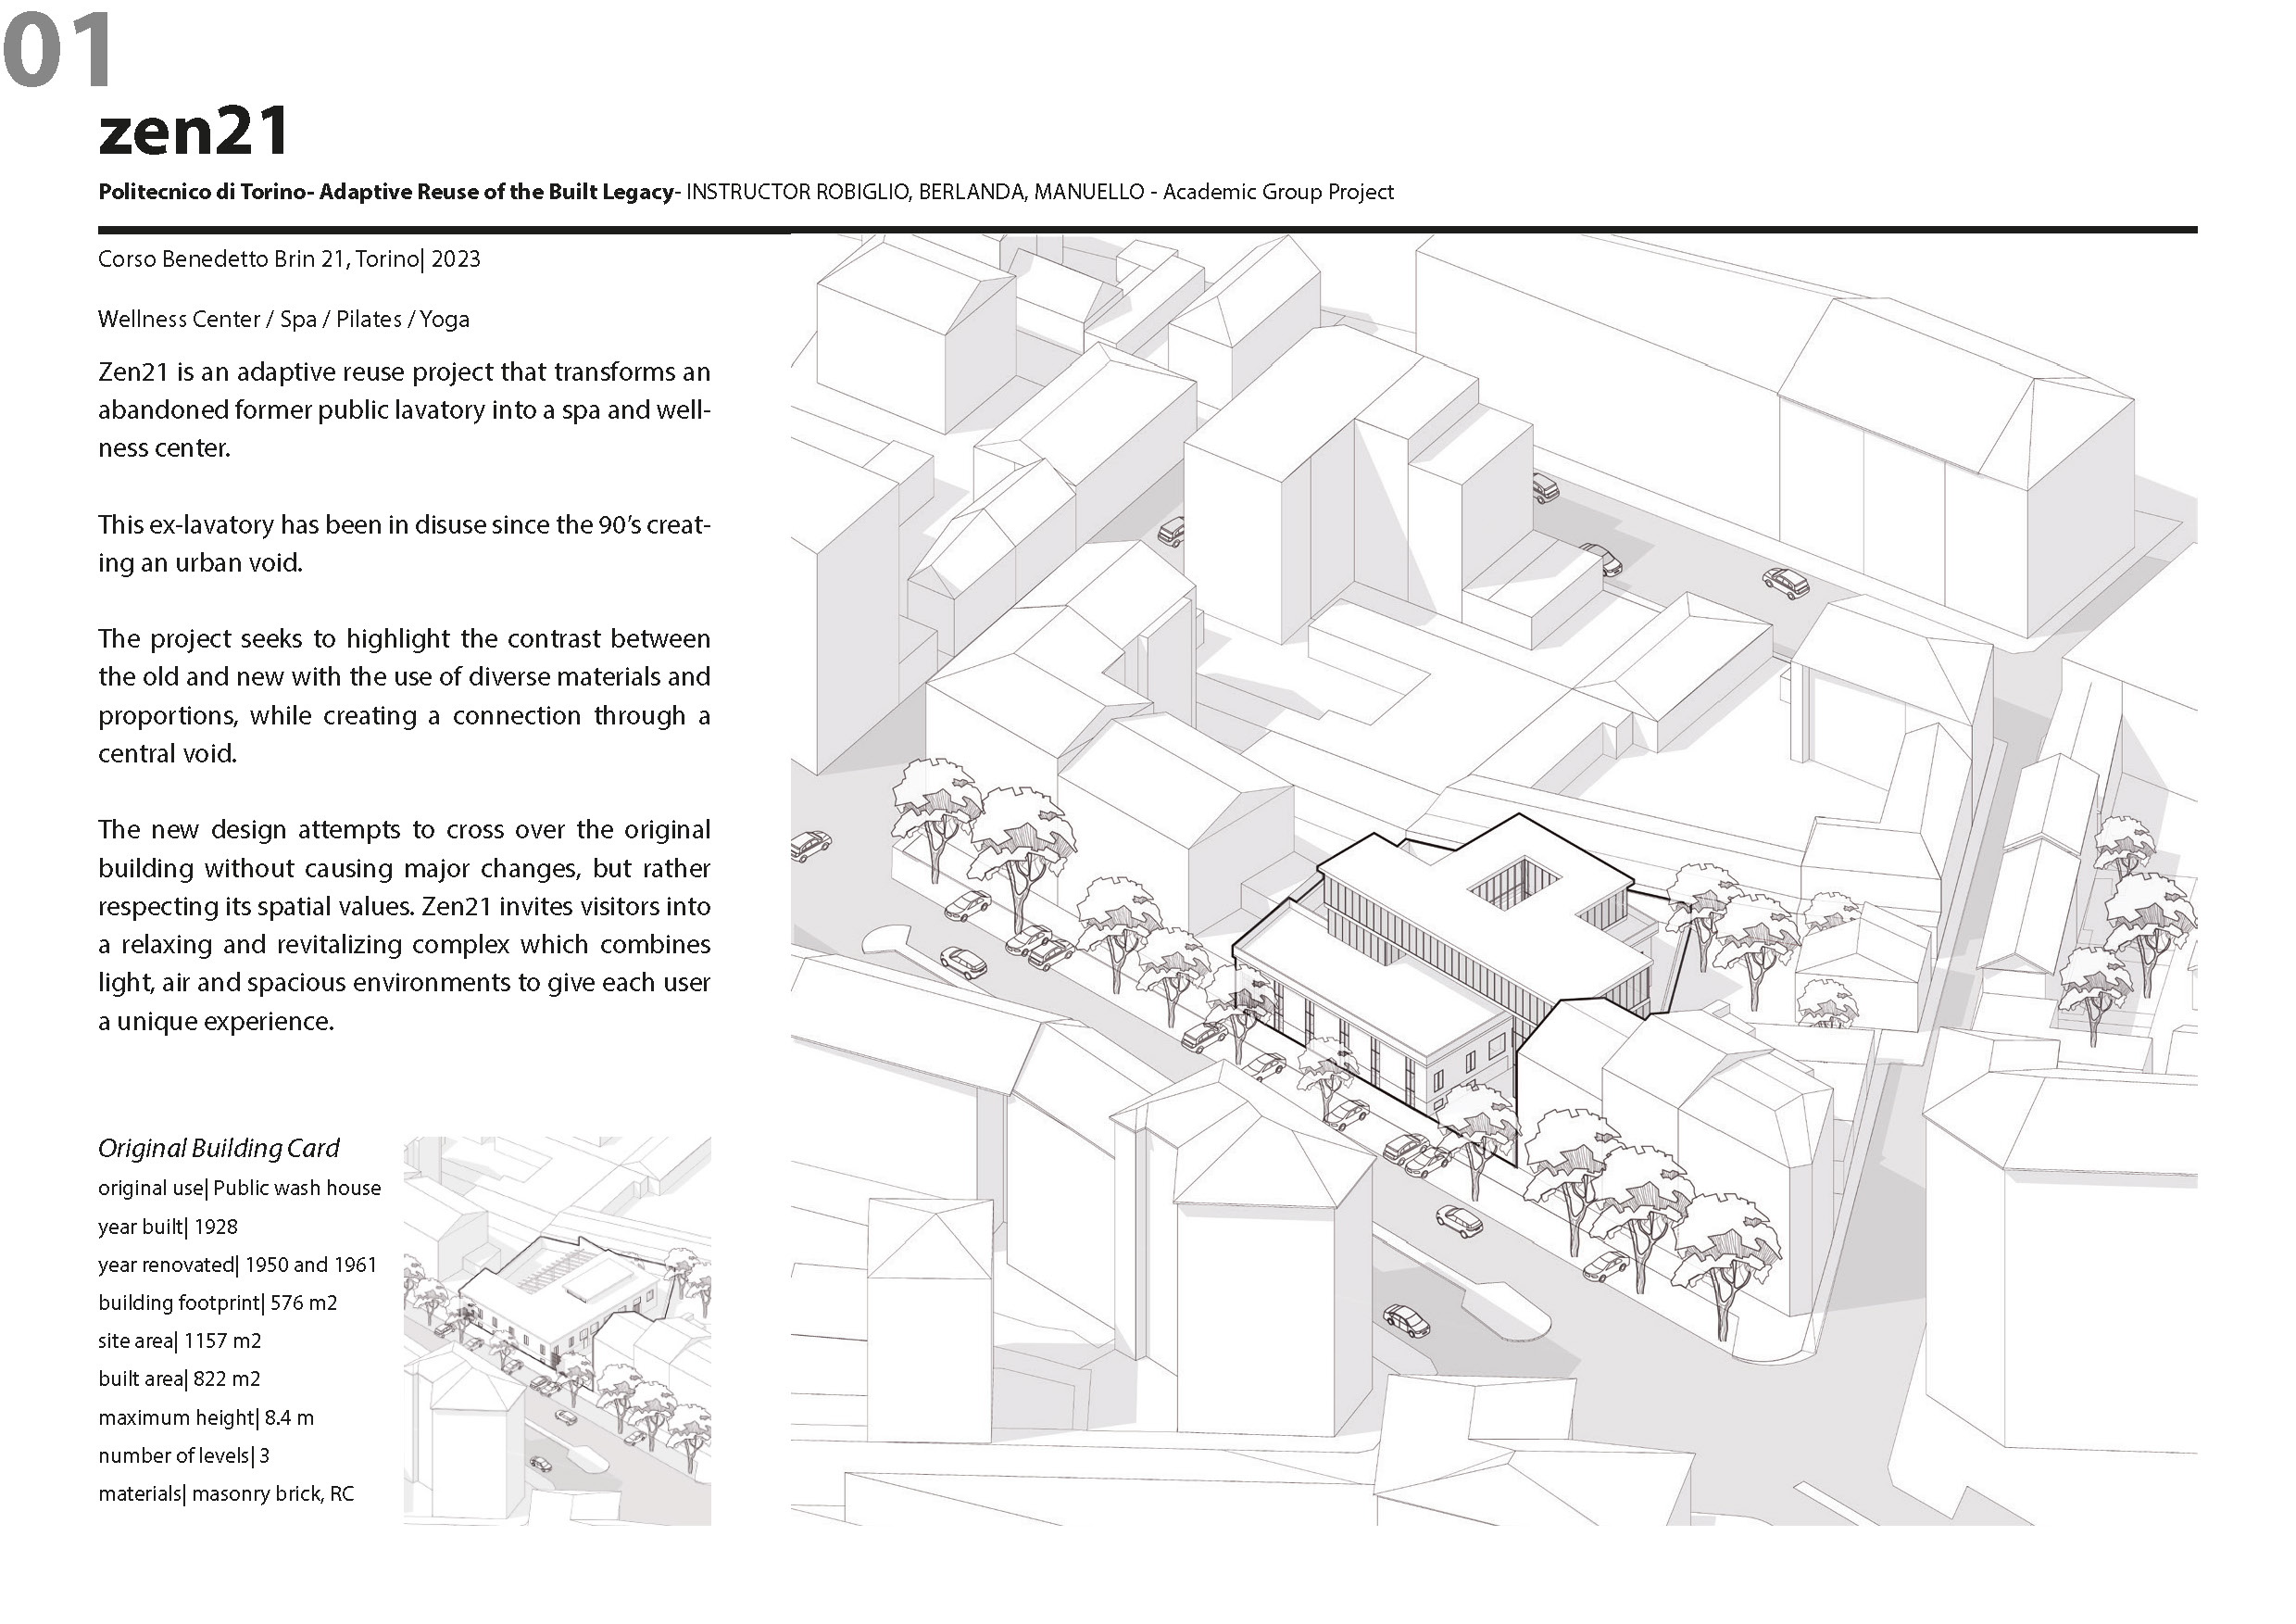 01
zen21
Politecnico di Torino- Adaptive Reuse of the Built Legacy- INSTRUCTOR ROBIGLIO, BERLANDA, MANUELLO - Academic Group Project
Corso Benedetto Brin 21, Torino| 2023
Wellness Center / Spa / Pilates / Yoga
Zen21 is an adaptive reuse project that transforms an
abandoned former public lavatory into a spa and well-
ness center.
This ex-lavatory has been in disuse since the 90’s creat-
ing an urban void.
The project seeks to highlight the contrast between
the old and new with the use of diverse materials and
proportions, while creating a connection through a
central void.
The new design attempts to cross over the original
building without causing major changes, but rather
respecting its spatial values. Zen21 invites visitors into
a relaxing and revitalizing complex which combines
light, air and spacious environments to give each user
a unique experience.
Original Building Card
original use| Public wash house
year built| 1928
year renovated| 1950 and 1961
building footprint| 576 m2
site area| 1157 m2
built area| 822 m2
maximum height| 8.4 m
number of levels| 3
materials| masonry brick, RC